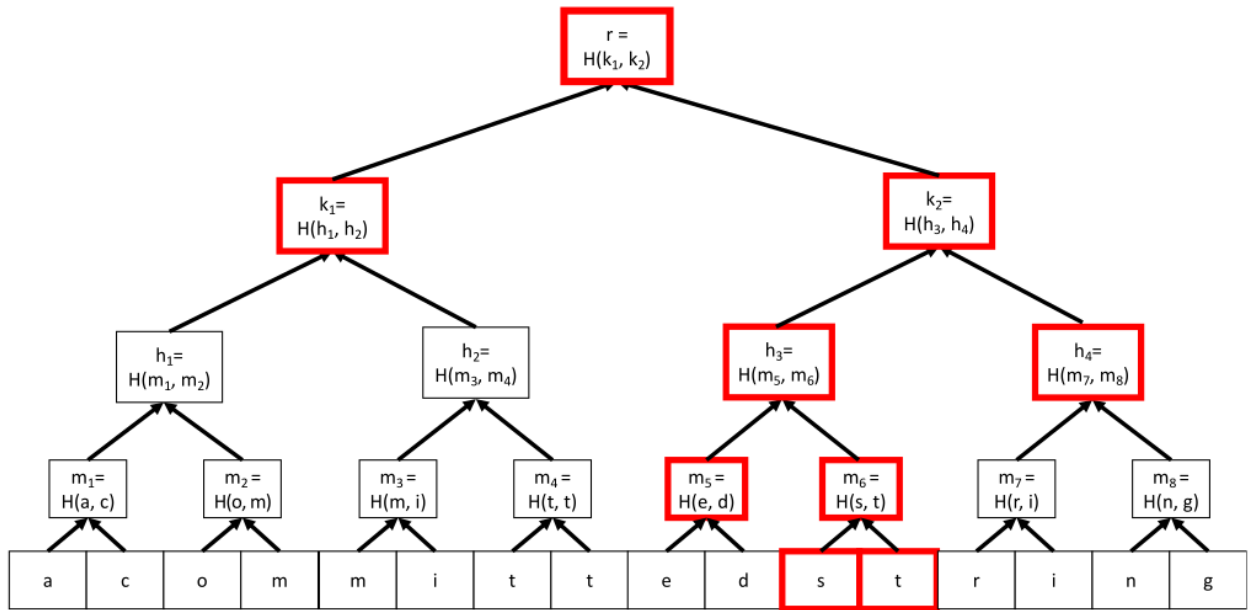 r =
H(k₁, k₂)
k₁=
H(h₁, h₂)
k₂=
H(h₃, h₄)
h₁=
H(m₁, m₂)
h₂=
H(m₃, m₄)
h₃=
H(m₅, m₆)
h₄=
H(m₇, m₈)
m₁=
H(a, c)
m₂=
H(o, m)
m₃=
H(m, i)
m₄=
H(t, t)
m₅=
H(e, d)
m₆=
H(s, t)
m₇=
H(r, i)
m₈=
H(n, g)
a c o m m i t t e d s t r i n g